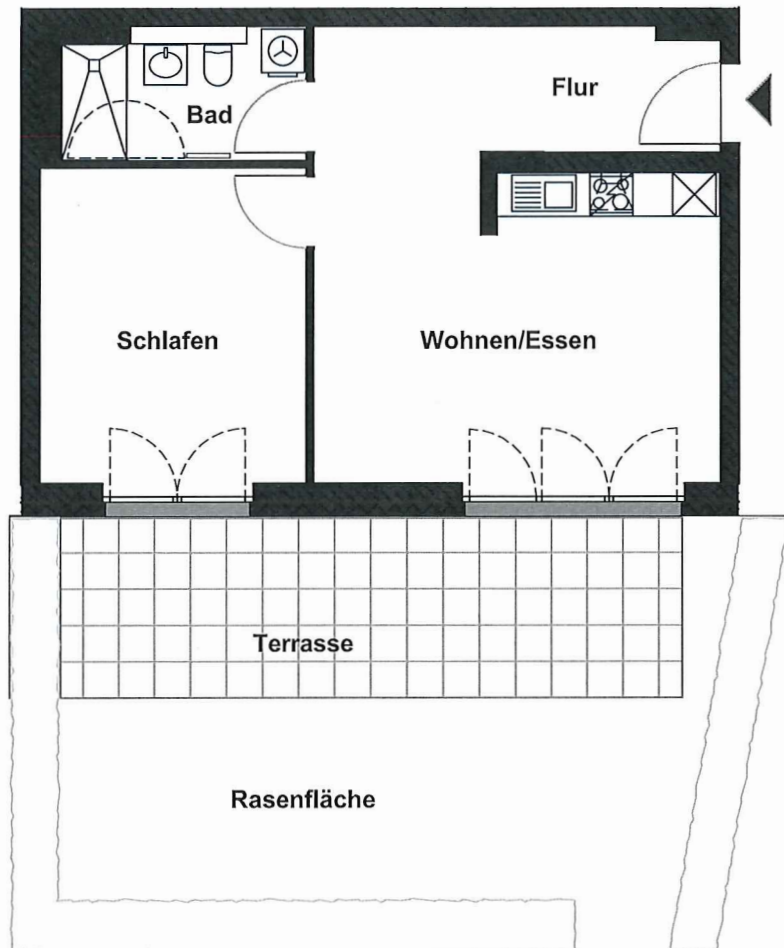 Flur
Bad
Schlafen
Wohnen/Essen
Terrasse
Rasenfläche